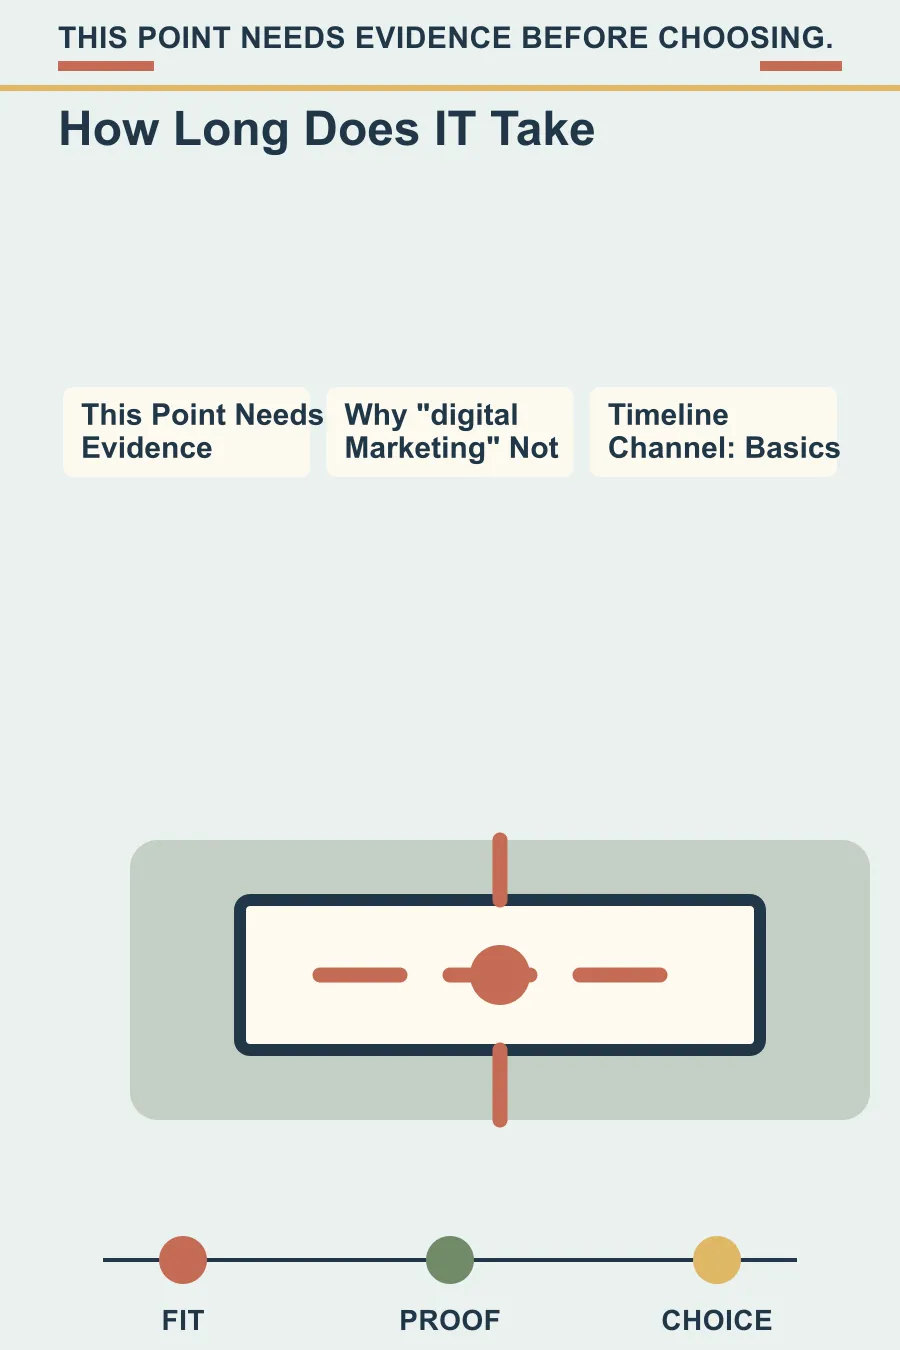 THIS POINT NEEDS EVIDENCE BEFORE CHOOSING.
How Long Does IT Take
This Point Needs
Evidence
Why "digital
Marketing" Not
Timeline
Channel: Basics
FIT
PROOF
CHOICE